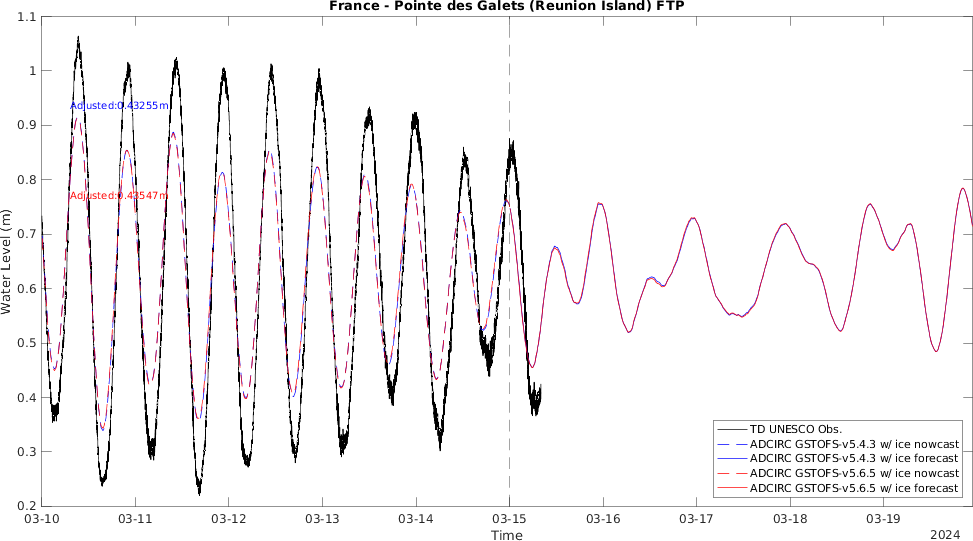 France - Pointe des Galets (Reunion Island) FTP
1.1
1
0.9
0.8
0.7
0.6
0.5
0.4
0.3
0.2
Water Level (m)
Adjusted:0.43255m
Adjusted:0.43547m
TD UNESCO Obs.
ADCIRC GSTOFS-v5.4.3 w/ ice nowcast
ADCIRC GSTOFS-v5.4.3 w/ ice forecast
ADCIRC GSTOFS-v5.6.5 w/ ice nowcast
ADCIRC GSTOFS-v5.6.5 w/ ice forecast
03-10 03-11 03-12 03-13 03-14 03-15 03-16 03-17 03-18 03-19
Time
2024